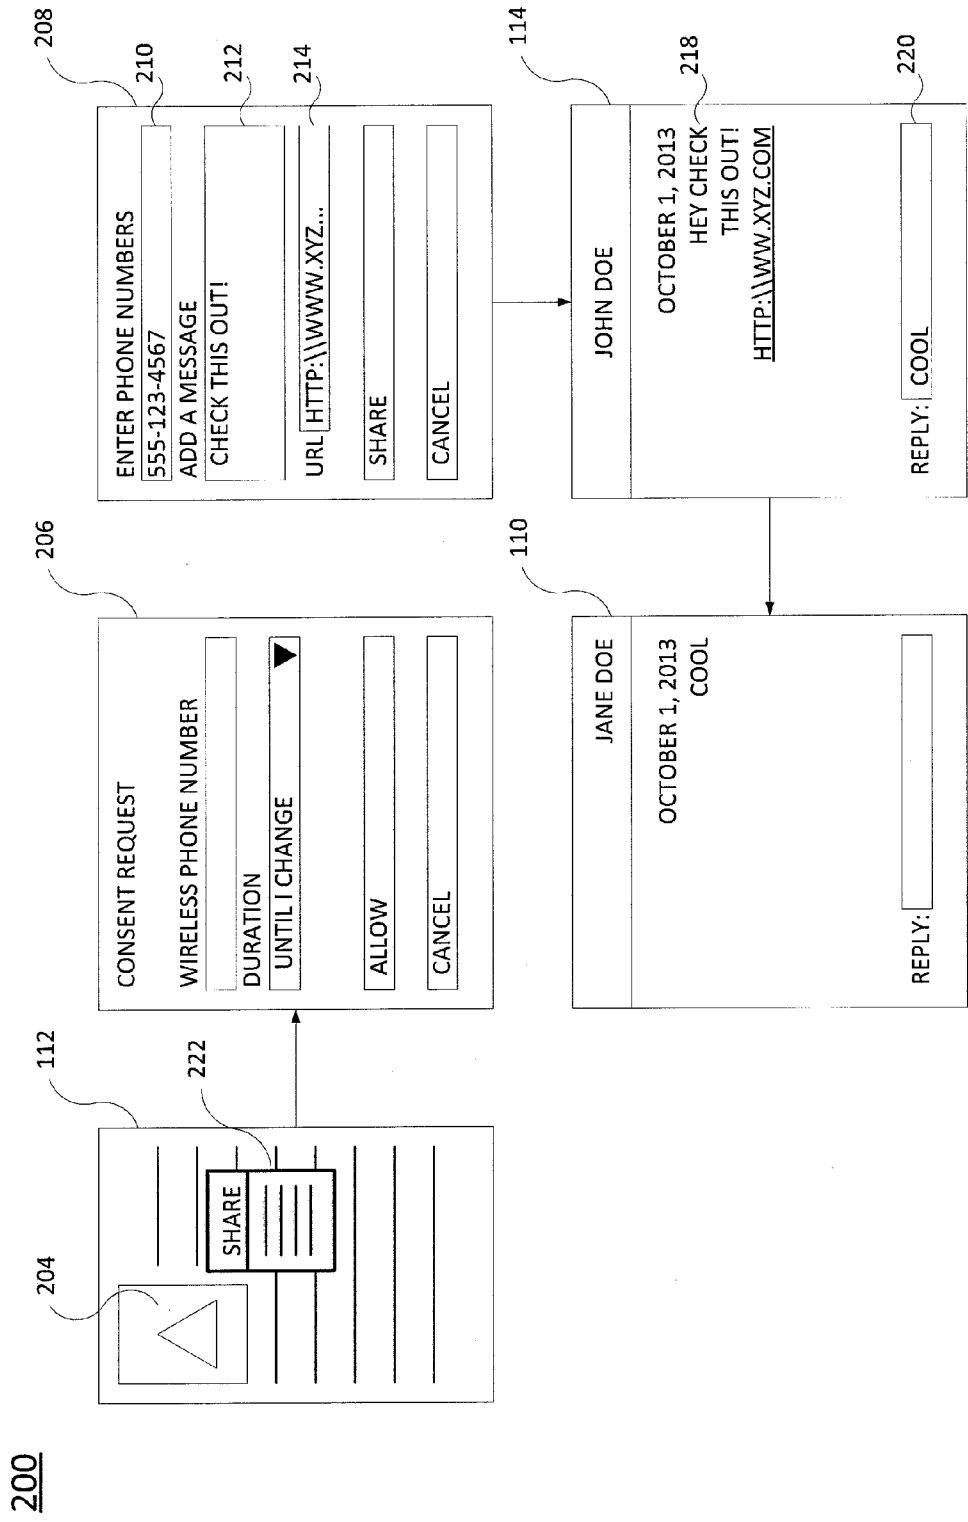 200
112
204
222
SHARE
206
CONSENT REQUEST
WIRELESS PHONE NUMBER
DURATION
UNTIL I CHANGE
ALLOW
CANCEL
208
210
212
214
ENTER PHONE NUMBERS
555-123-4567
ADD A MESSAGE
CHECK THIS OUT!
URL HTTP:\\WWW.XYZ...
SHARE
CANCEL
110
JANE DOE
OCTOBER 1, 2013
COOL
REPLY:
114
JOHN DOE
OCTOBER 1, 2013
HEY CHECK
THIS OUT!
HTTP:\\WW.XYZ.COM
218
REPLY: COOL
220